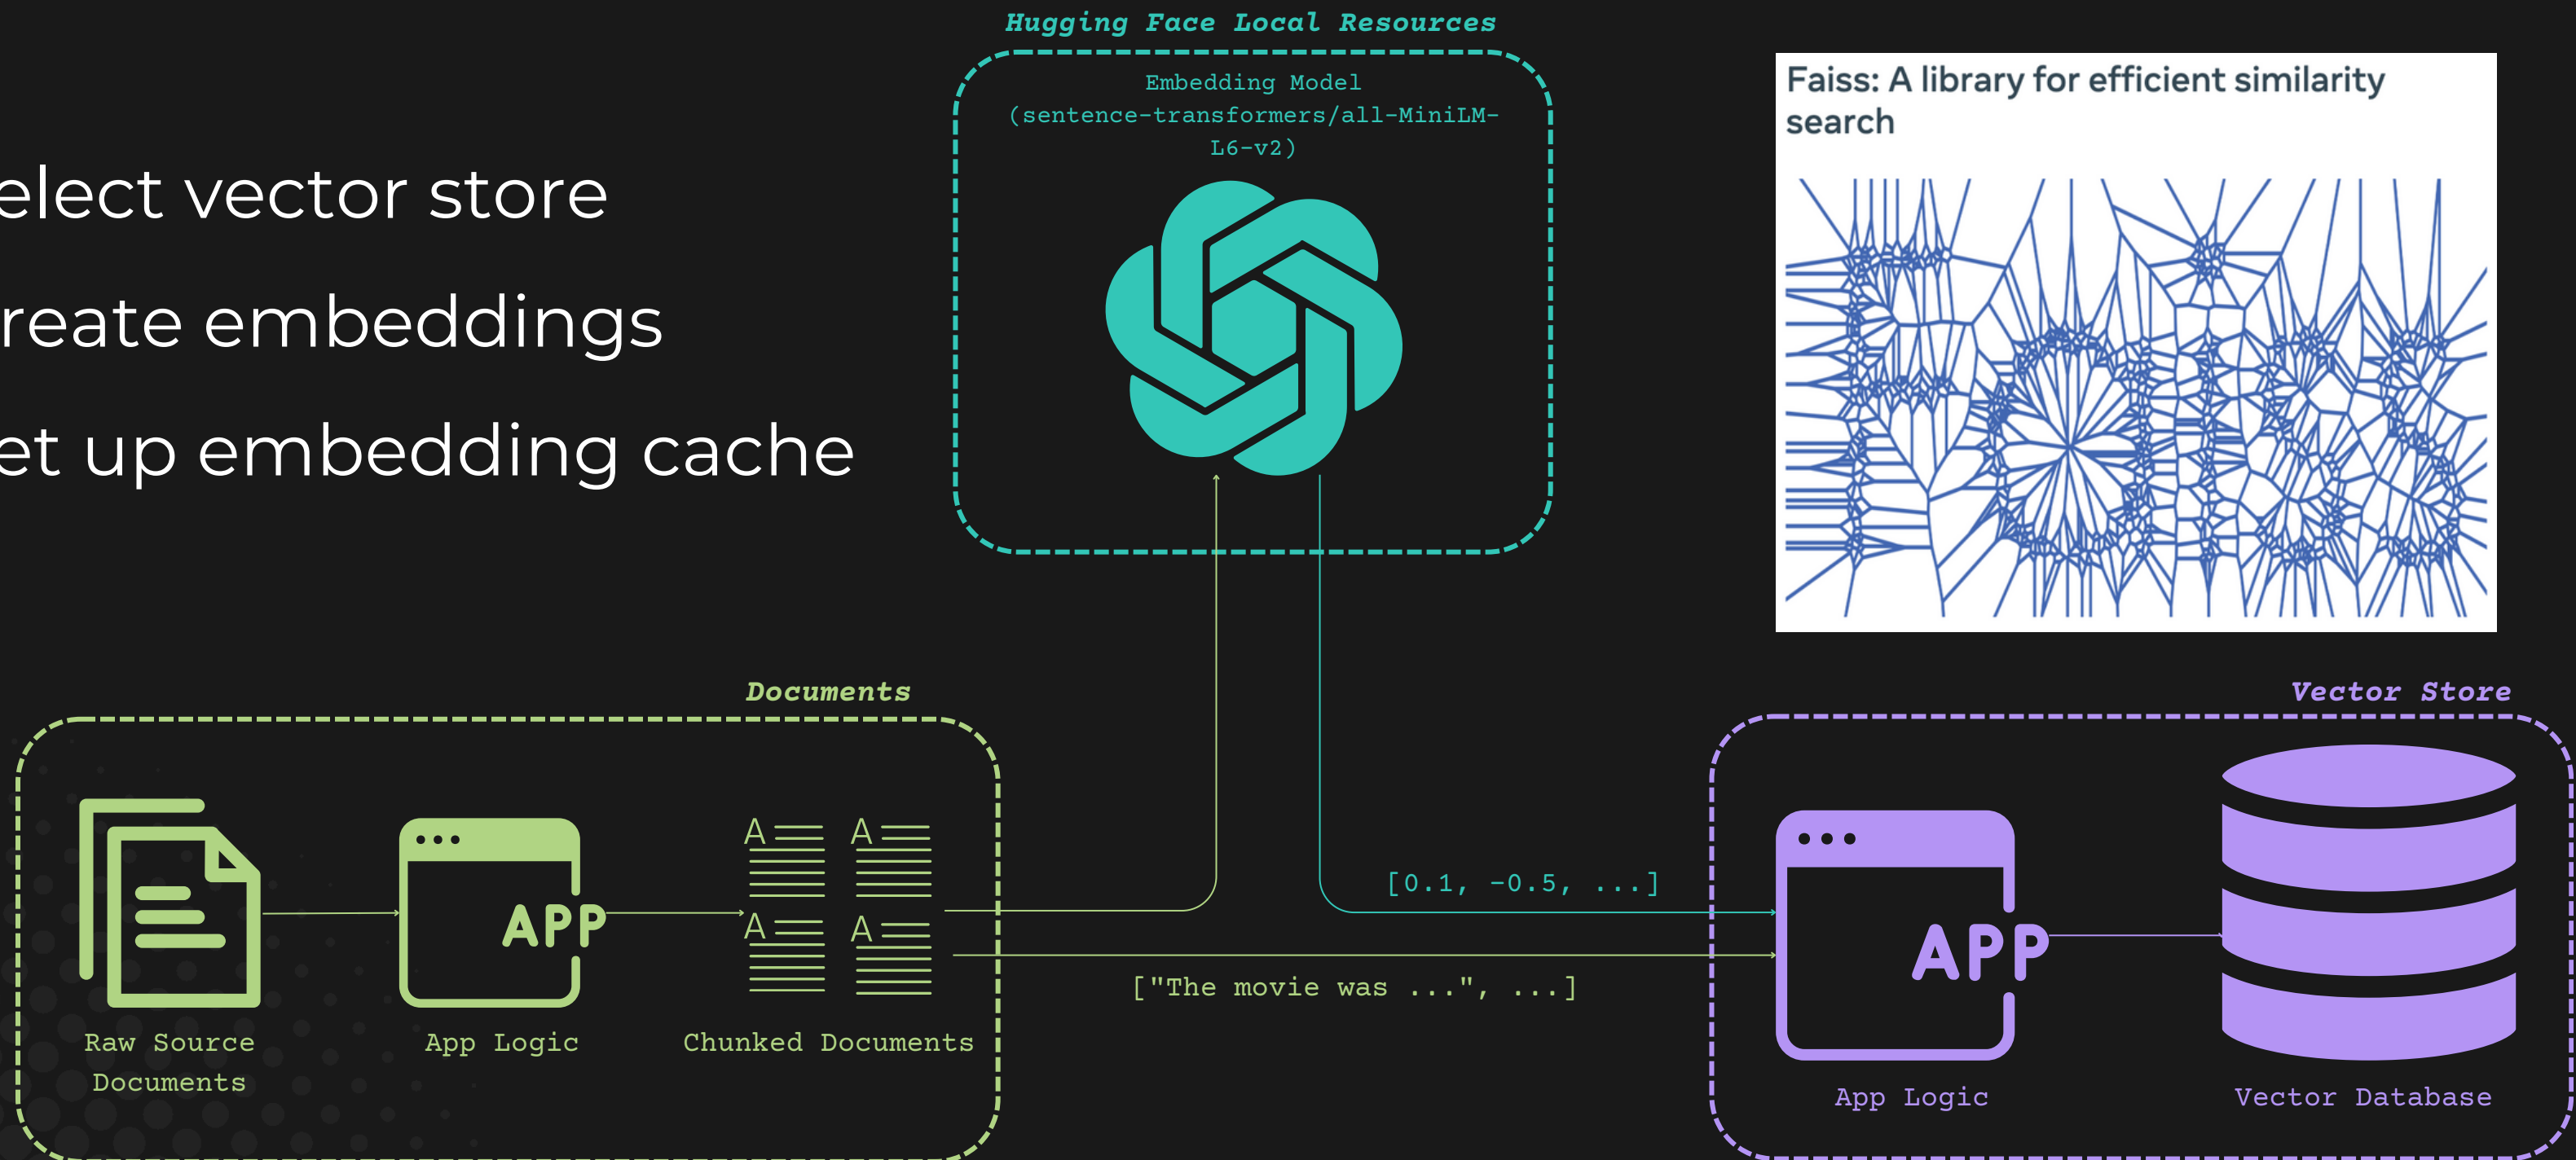 Hugging Face Local Resources
Embedding Model
(sentence-transformers/all-MiniLM-
L6-v2)
Faiss: A library for efficient similarity
search
elect vector store
reate embeddings
et up embedding cache
Documents
Vector Store
A A
A A
APP
[0.1, -0.5, ...]
APP
["The movie was ...", ...]
Raw Source
Documents
App Logic
Chunked Documents
App Logic
Vector Database